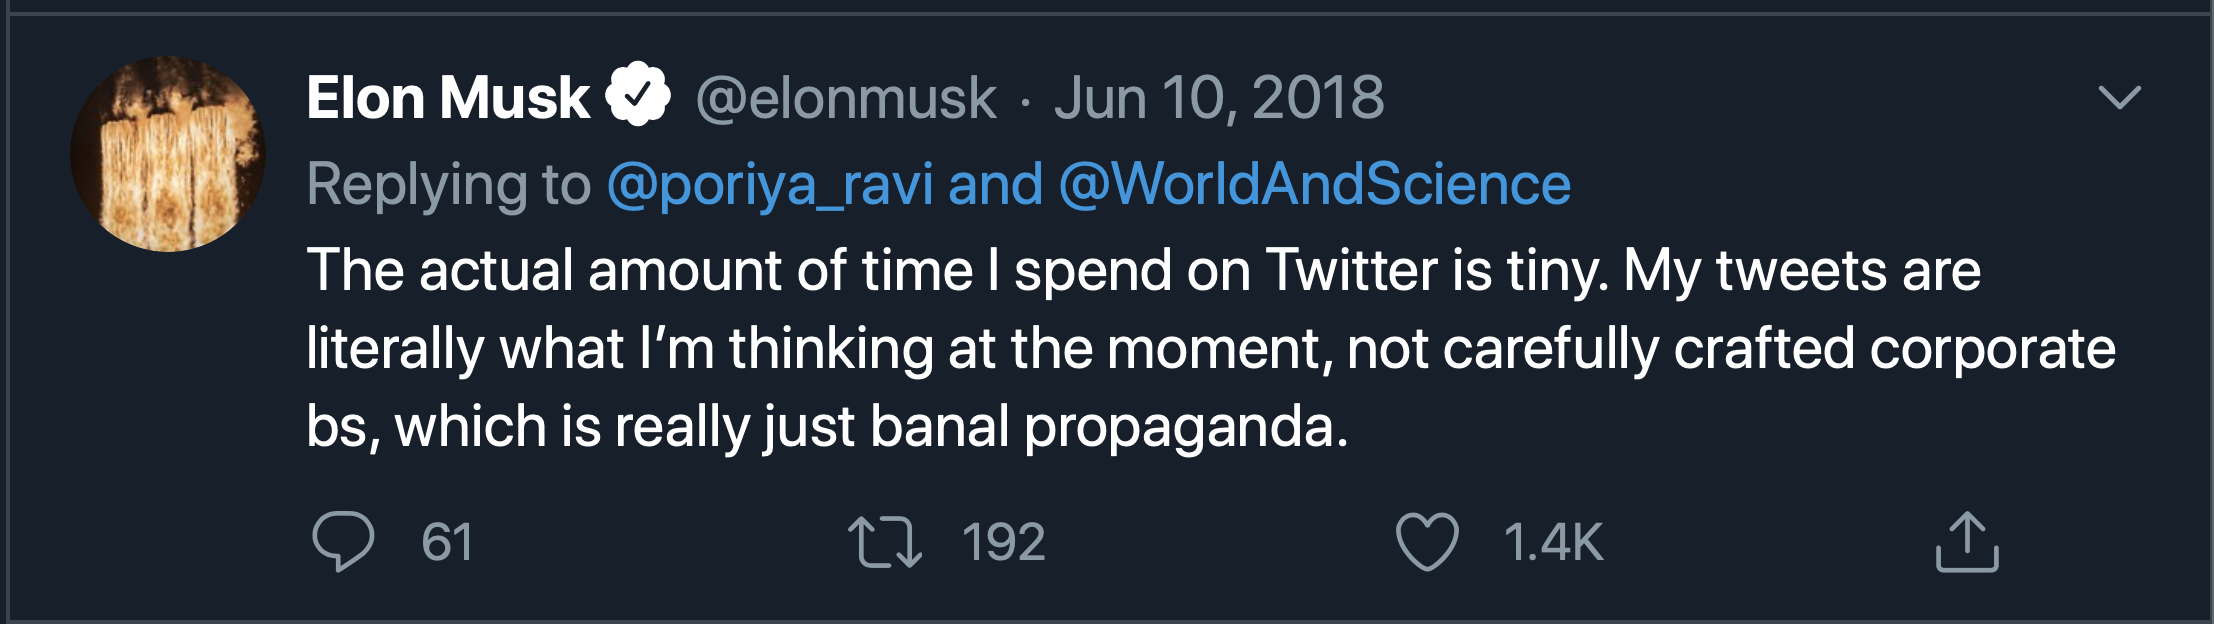 Elon Musk @elonmusk · Jun 10, 2018
Replying to @poriya_ravi and @WorldAndScience
The actual amount of time I spend on Twitter is tiny. My tweets are
literally what I’m thinking at the moment, not carefully crafted corporate
bs, which is really just banal propaganda.
61 192 1.4K